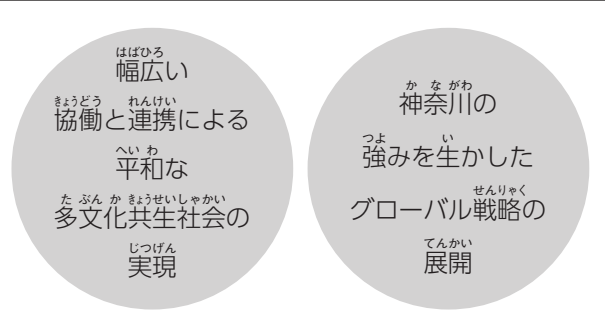 はばひろ
幅広い
きょうどう れんけい
協働と連携による
へいわ
平和な
たぶんかきょうせいしゃかい
多文化共生社会の
じつげん
実現
かながわ
神奈川の
つよ い
強みを生かした
せんりゃく
グローバル戦略の
てんかい
展開